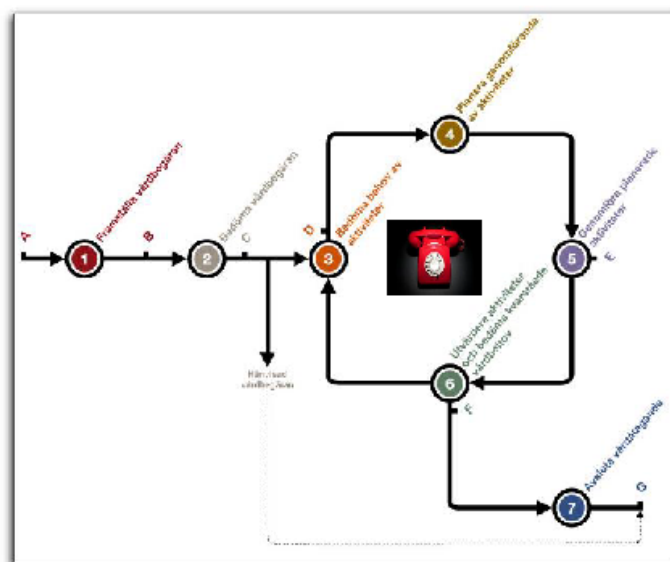 Planera genomförande
av aktiviteter
4
Framställa vårdbegäran
Bedöma vårdbegäran
Bedöma behov av
aktiviteter
Genomföra planerade
aktiviteter
A
B
C
D
1
2
3
5
E
Utvärdera aktiviteter
och bedöma kvarstående
vårdbehov
vårdbegäran
6
F
Avsluta vårdåtagande
G
7